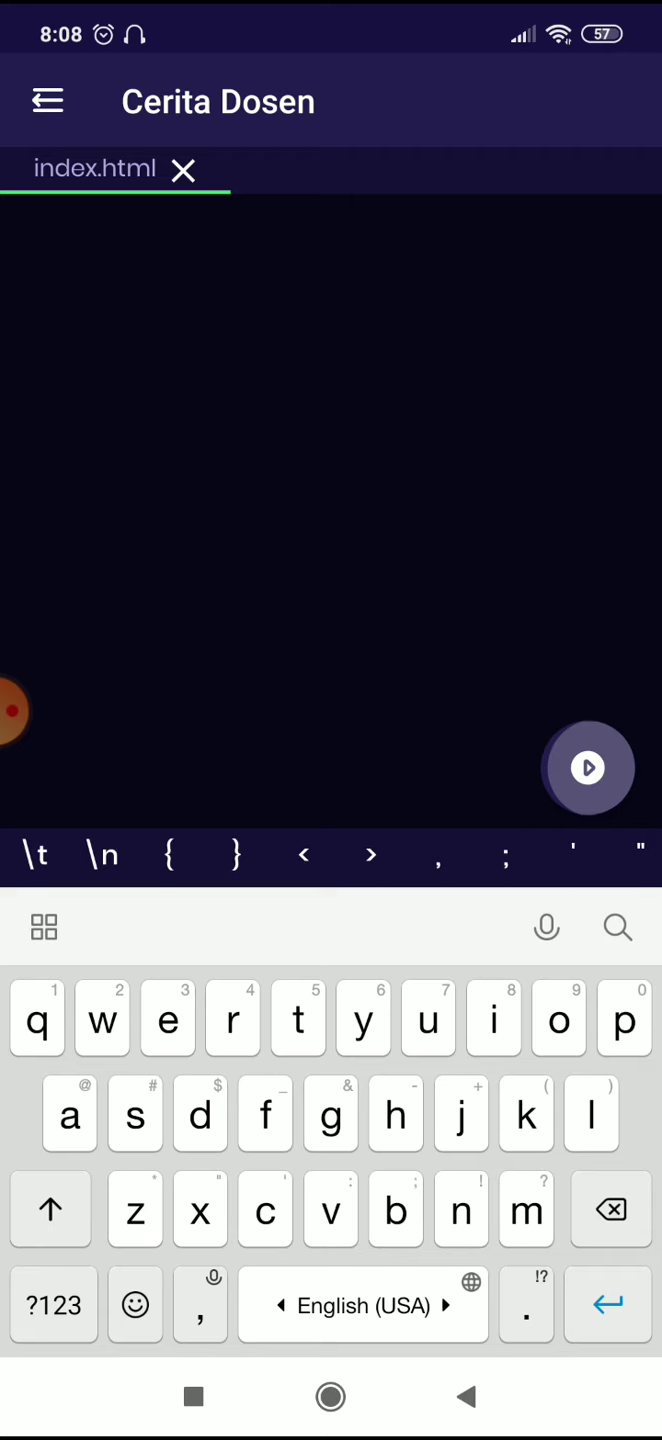 8:08 57
Cerita Dosen
index.html
\t \n { } < > , ; ' "
1 2 3 4 5 6 7 8 9 0
q w e r t y u i o p
@ # $ _ & - + ( )
a s d f g h j k l
* " ' : ; ! ?
z x c v b n m
!?
?123 , English (USA) .